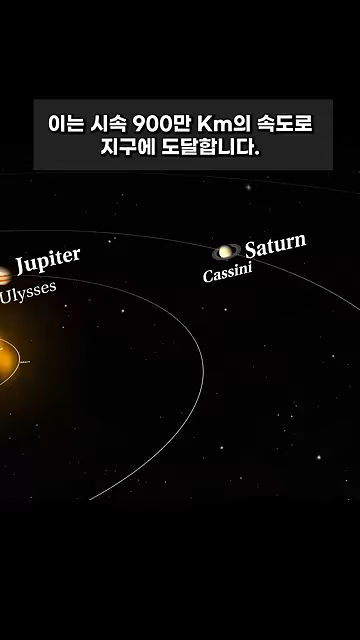 이는 시속 900만 Km의 속도로
지구에 도달합니다.
Jupiter
Ulysses
Saturn
Cassini